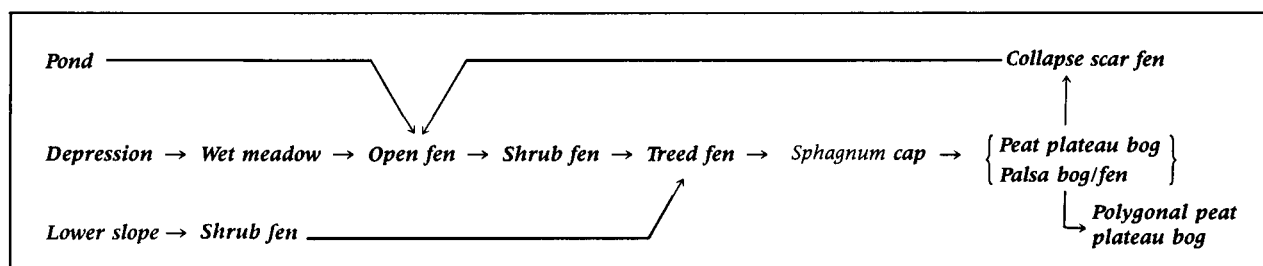 Pond Collapse scar fen
Depression → Wet meadow → Open fen → Shrub fen → Treed fen → Sphagnum cap → { Peat plateau bog
Palsa bog/fen }
Polygonal peat
plateau bog
Lower slope → Shrub fen